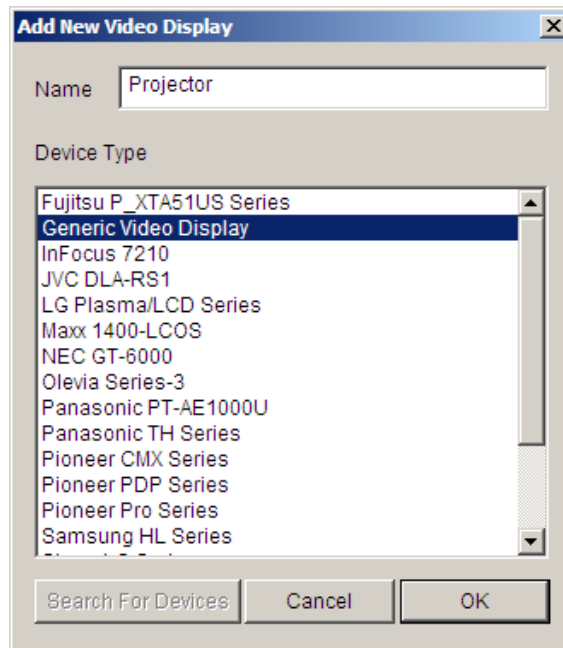 Add New Video Display
Name
Projector
Device Type
Fujitsu P_XTA51US Series
Generic Video Display
InFocus 7210
JVC DLA-RS1
LG Plasma/LCD Series
Maxx 1400-LCOS
NEC GT-6000
Olevia Series-3
Panasonic PT-AE1000U
Panasonic TH Series
Pioneer CMX Series
Pioneer PDP Series
Pioneer Pro Series
Samsung HL Series
Search For Devices
Cancel
OK